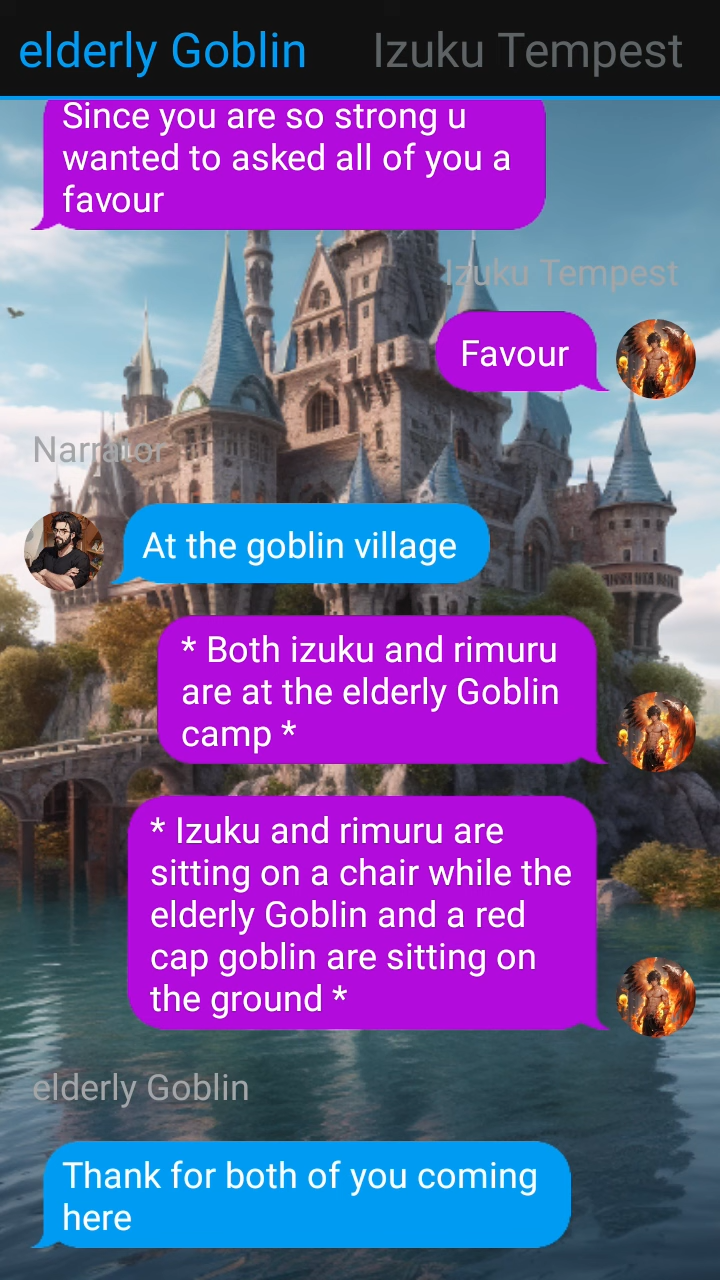 elderly Goblin Izuku Tempest
Since you are so strong u
wanted to asked all of you a
favour
Izuku Tempest
Favour
Narrator
At the goblin village
* Both izuku and rimuru
are at the elderly Goblin
camp *
* Izuku and rimuru are
sitting on a chair while the
elderly Goblin and a red
cap goblin are sitting on
the ground *
elderly Goblin
Thank for both of you coming
here